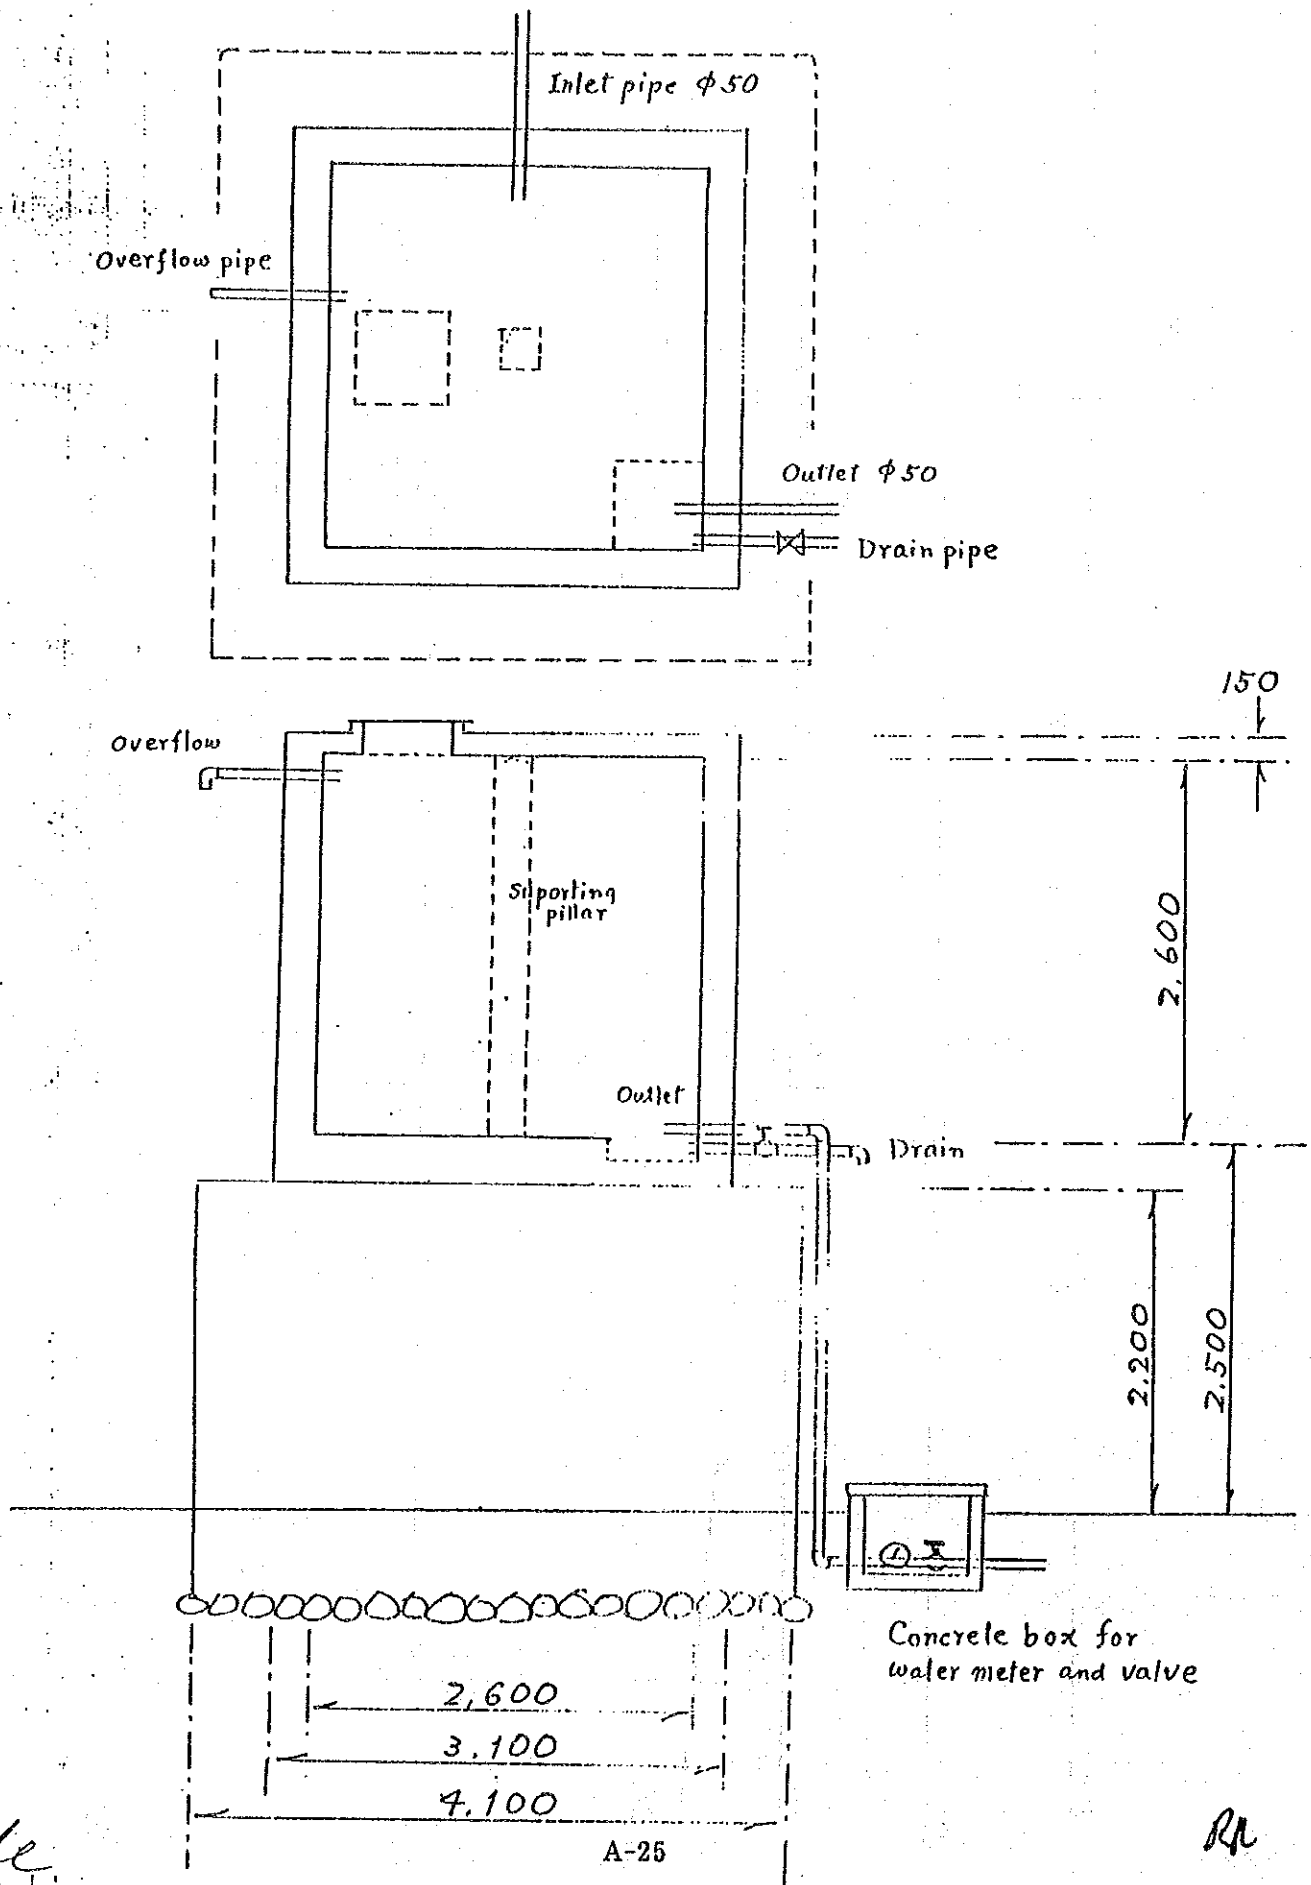 Inlet pipe φ50
Overflow pipe
Outlet φ50
Drain pipe
150
Overflow
Suporting
pillar
2.600
Outlet
Drain
2.200
2.500
Concrete box for
water meter and valve
2,600
3.100
4.100
A-25